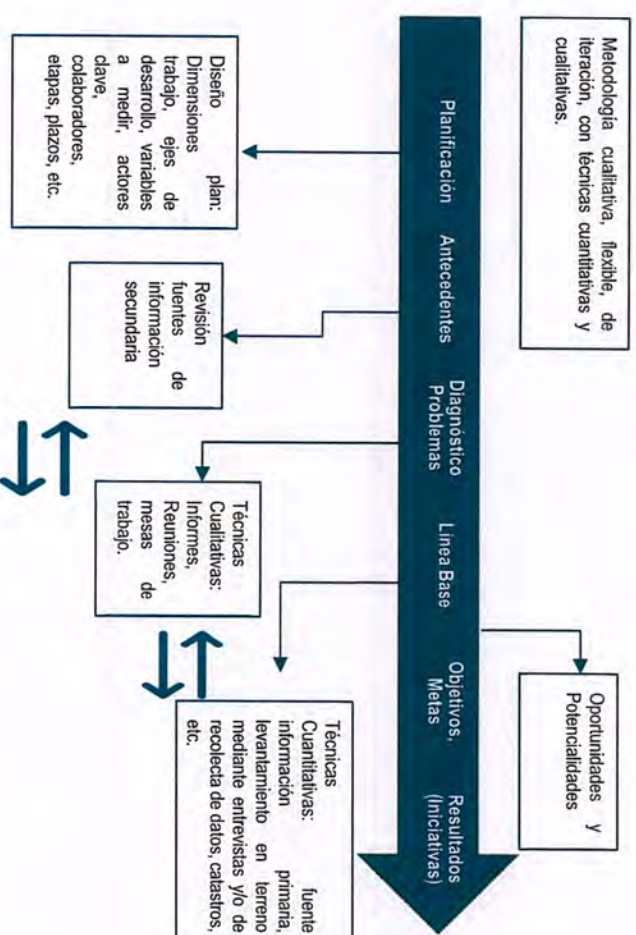 Metodología cualitativa, flexible, de
iteración, con técnicas cuantitativas y
cualitativas.
Oportunidades y
Potencialidades
Planificación
Antecedentes
Diagnóstico
Problemas
Línea Base
Objetivos,
Metas
Resultados
(Iniciativas)
Diseño plan:
Dimensiones
trabajo, ejes de
desarrollo, variables
a medir, actores
clave,
colaboradores,
etapas, plazos, etc.
Revisión
fuentes de
información
secundaria
Técnicas
Cualitativas:
Informes,
Reuniones,
mesas de
trabajo.
Técnicas
Cuantitativas: fuente
información primaria,
levantamiento en terreno
mediante entrevistas y/o de
recolecta de datos, catastros,
etc.